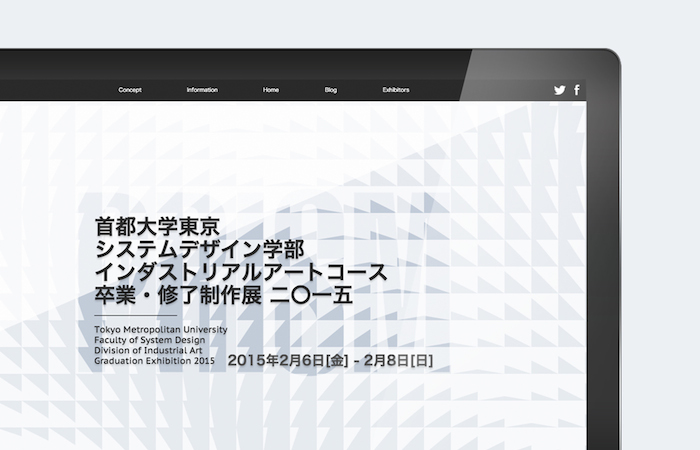 Concept Information Home Blog Exhibitors
首都大学東京
システムデザイン学部
インダストリアルアートコース
卒業・修了制作展 二〇一五
Tokyo Metropolitan University
Faculty of System Design
Division of Industrial Art
Graduation Exhibition 2015
2015年2月6日[金] - 2月8日[日]